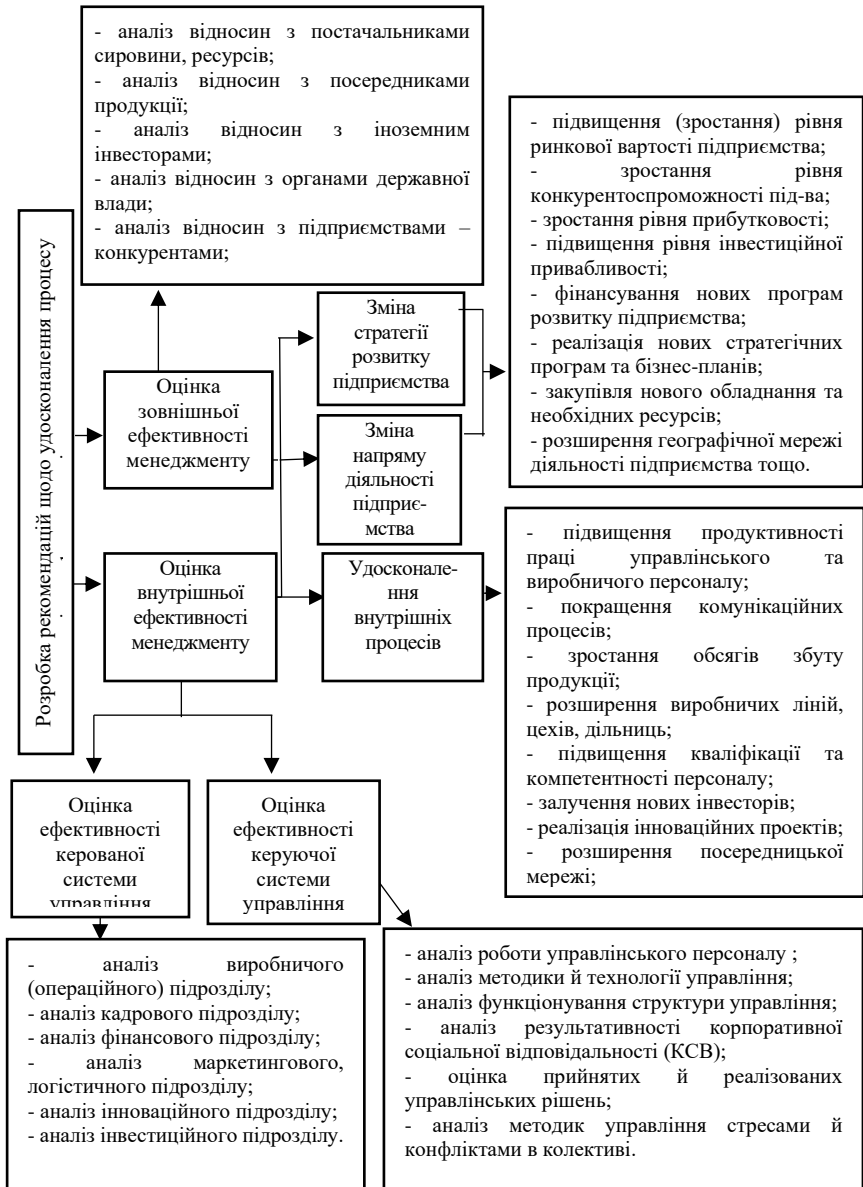 - аналіз відносин з постачальниками
сировини, ресурсів;
- аналіз відносин з посередниками
продукції;
- аналіз відносин з іноземним
інвесторами;
- аналіз відносин з органами державної
влади;
- аналіз відносин з підприємствами –
конкурентами;
- підвищення (зростання) рівня
ринкової вартості підприємства;
- зростання рівня
конкурентоспроможності під-ва;
- зростання рівня прибутковості;
- підвищення рівня інвестиційної
привабливості;
- фінансування нових програм
розвитку підприємства;
- реалізація нових стратегічних
програм та бізнес-планів;
- закупівля нового обладнання та
необхідних ресурсів;
- розширення географічної мережі
діяльності підприємства тощо.
Розробка рекомендацій щодо удосконалення процесу
Зміна
стратегії
розвитку
підприємства
Оцінка
зовнішньої
ефективності
менеджменту
Зміна
напряму
діяльності
підприє-
мства
Оцінка
внутрішньої
ефективності
менеджменту
Удосконале-
ння
внутрішніх
процесів
- підвищення продуктивності
праці управлінського та
виробничого персоналу;
- покращення комунікаційних
процесів;
- зростання обсягів збуту
продукції;
- розширення виробничих ліній,
цехів, дільниць;
- підвищення кваліфікації та
компетентності персоналу;
- залучення нових інвесторів;
- реалізація інноваційних проектів;
- розширення посередницької
мережі;
Оцінка
ефективності
керованої
системи
управління
Оцінка
ефективності
керуючої
системи
управління
- аналіз виробничого
(операційного) підрозділу;
- аналіз кадрового підрозділу;
- аналіз фінансового підрозділу;
- аналіз маркетингового,
логістичного підрозділу;
- аналіз інноваційного підрозділу;
- аналіз інвестиційного підрозділу.
- аналіз роботи управлінського персоналу ;
- аналіз методики й технології управління;
- аналіз функціонування структури управління;
- аналіз результативності корпоративної
соціальної відповідальності (КСВ);
- оцінка прийнятих й реалізованих
управлінських рішень;
- аналіз методик управління стресами й
конфліктами в колективі.